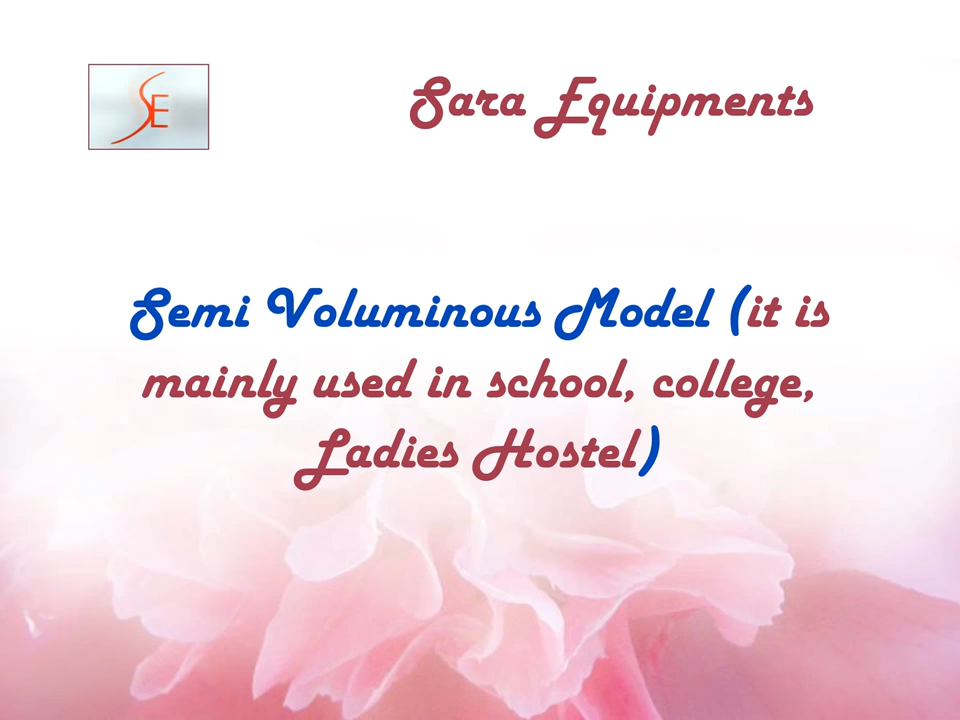 SE
Sara Equipments
Semi Voluminous Model (it is
mainly used in school, college,
Ladies Hostel)